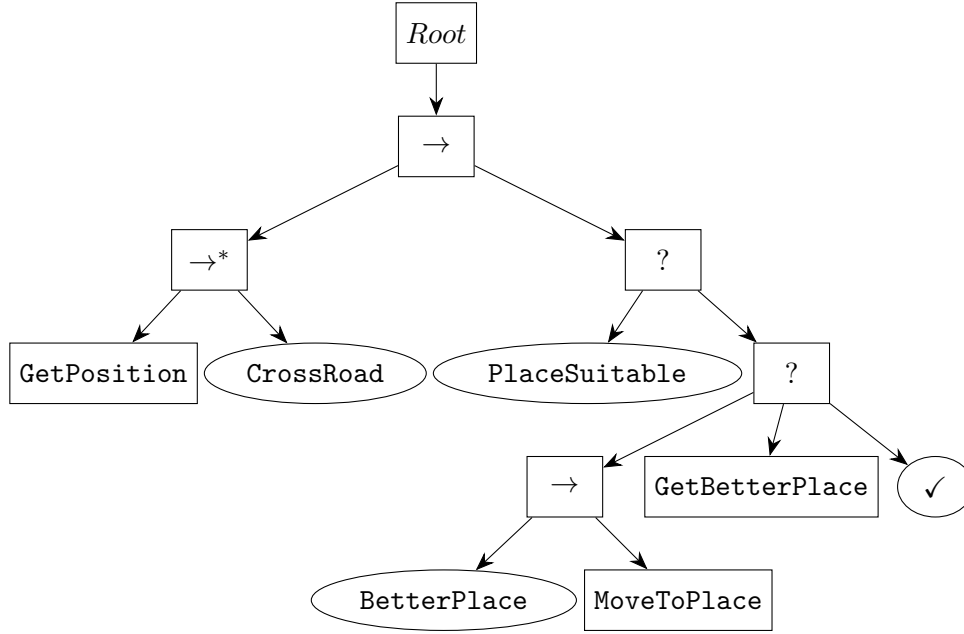 Root
→
→*
?
GetPosition
CrossRoad
PlaceSuitable
?
→
GetBetterPlace
✓
BetterPlace
MoveToPlace